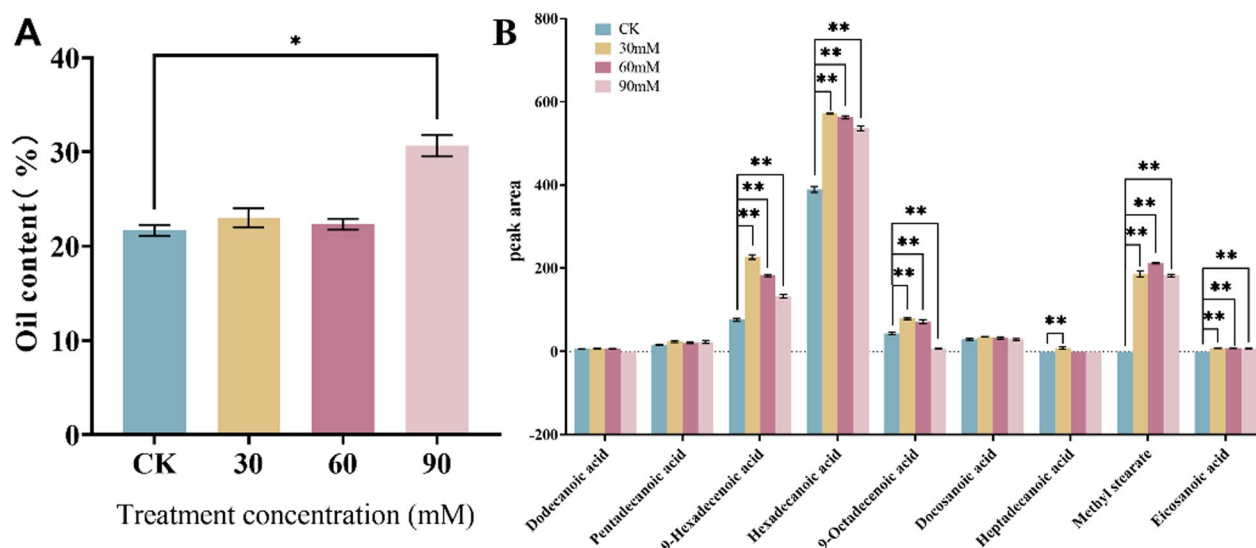 A
*
Oil content( %)
40
30
20
10
0
CK 30 60 90
Treatment concentration (mM)
B
CK
30mM
60mM
90mM
peak area
800
600
400
200
0
-200
** ** **
** ** **
** ** **
**
** ** **
** ** **
Dodecanoic acid
Pentadecanoic acid
9-Hexadecenoic acid
Hexadecanoic acid
9-Octadecenoic acid
Docosanoic acid
Heptadecanoic acid
Methyl stearate
Eicosanoic acid